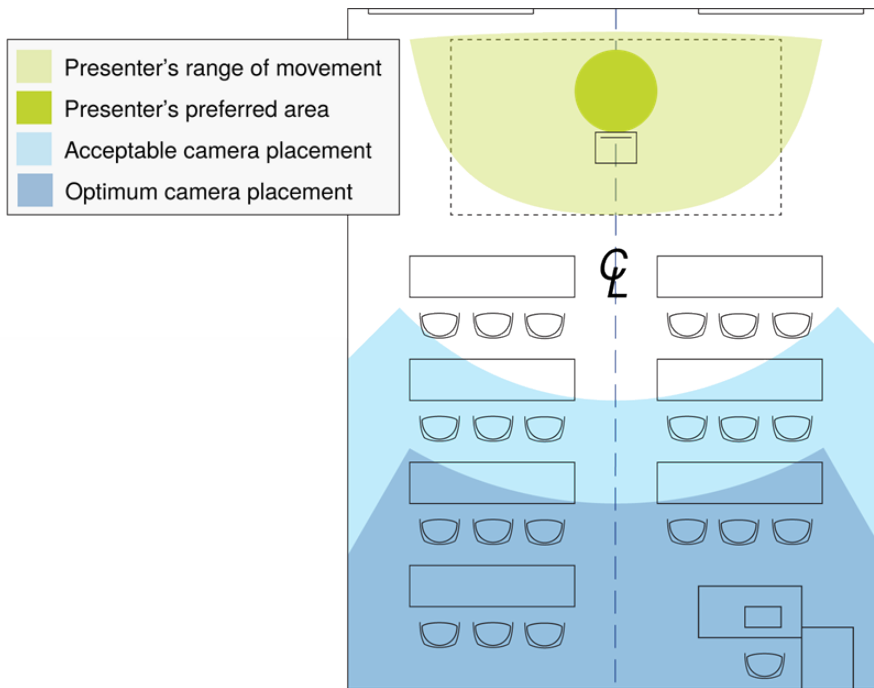 Presenter's range of movement
Presenter's preferred area
Acceptable camera placement
Optimum camera placement
CL